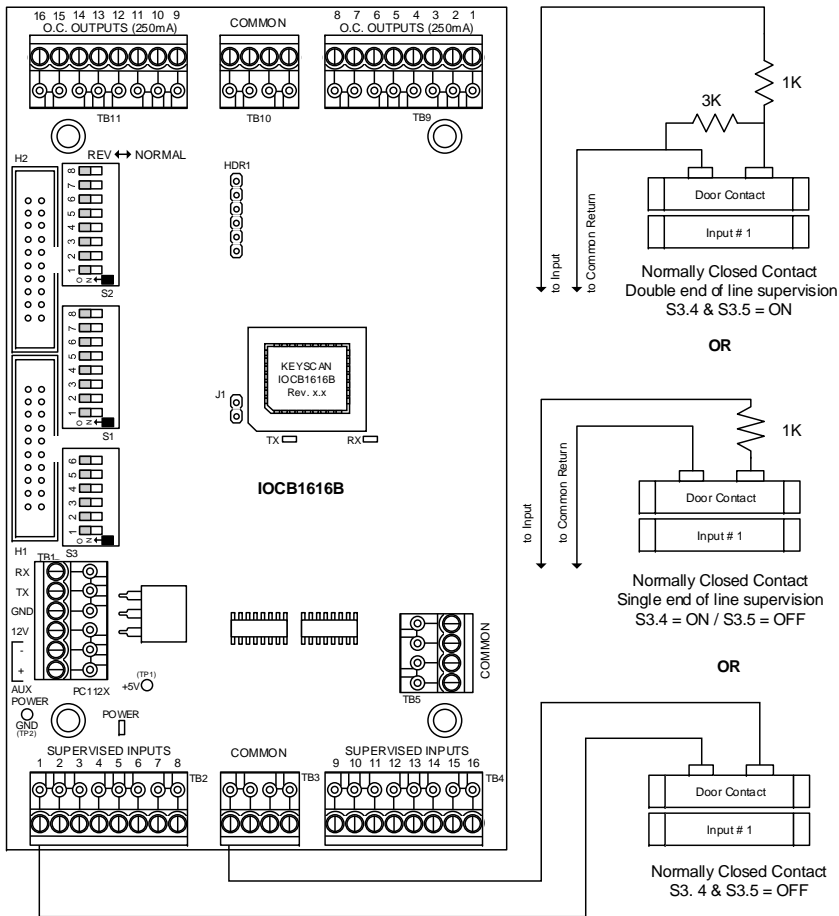 16 15 14 13 12 11 10 9
O.C. OUTPUTS (250mA)
COMMON
8 7 6 5 4 3 2 1
O.C. OUTPUTS (250mA)
TB11
TB10
TB9
H2
REV NORMAL
8
7
6
5
4
3
2
1
ON
S2
HDR1
8
7
6
5
4
3
2
1
ON
S1
KEYSCAN
IOCB1616B
Rev. x.x
J1
TX
RX
IOCB1616B
6
5
4
3
2
1
ON
S3
H1
TB1
RX
TX
GND
12V
-
+
AUX
POWER
GND
(TP2)
PC112X
(TP1)
+5V
POWER
COMMON
TB5
SUPERVISED INPUTS
1 2 3 4 5 6 7 8
TB2
COMMON
TB3
SUPERVISED INPUTS
9 10 11 12 13 14 15 16
TB4
1K
3K
Door Contact
Input # 1
to Input
to Common Return
Normally Closed Contact
Double end of line supervision
S3.4 & S3.5 = ON
OR
1K
Door Contact
Input # 1
to Input
to Common Return
Normally Closed Contact
Single end of line supervision
S3.4 = ON / S3.5 = OFF
OR
Door Contact
Input # 1
Normally Closed Contact
S3. 4 & S3.5 = OFF